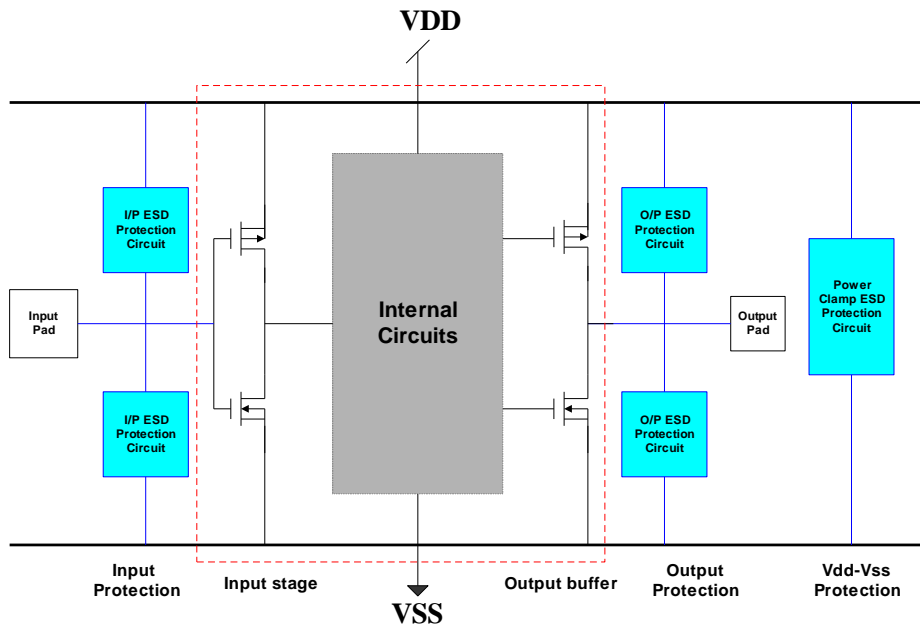 VDD
I/P ESD
Protection
Circuit
O/P ESD
Protection
Circuit
Input
Pad
Internal
Circuits
Output
Pad
Power
Clamp ESD
Protection
Circuit
I/P ESD
Protection
Circuit
O/P ESD
Protection
Circuit
Input
Protection
Input stage
VSS
Output buffer
Output
Protection
Vdd-Vss
Protection